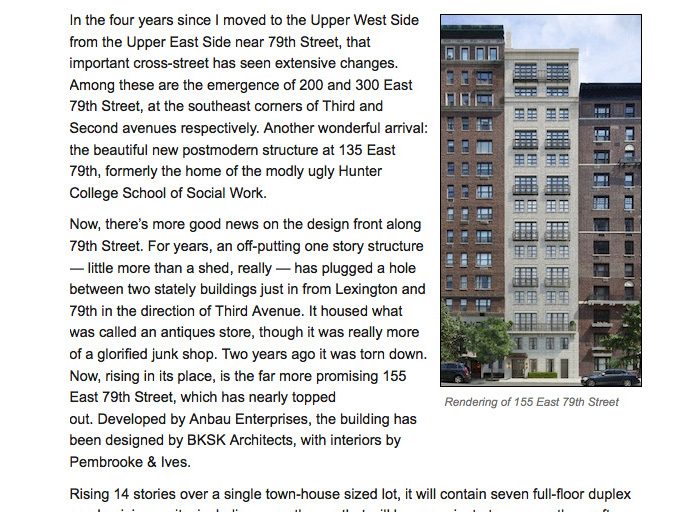 In the four years since I moved to the Upper West Side
from the Upper East Side near 79th Street, that
important cross-street has seen extensive changes.
Among these are the emergence of 200 and 300 East
79th Street, at the southeast corners of Third and
Second avenues respectively. Another wonderful arrival:
the beautiful new postmodern structure at 135 East
79th, formerly the home of the modly ugly Hunter
College School of Social Work.
Now, there's more good news on the design front along
79th Street. For years, an off-putting one story structure
— little more than a shed, really — has plugged a hole
between two stately buildings just in from Lexington and
79th in the direction of Third Avenue. It housed what
was called an antiques store, though it was really more
of a glorified junk shop. Two years ago it was torn down.
Now, rising in its place, is the far more promising 155
East 79th Street, which has nearly topped
out. Developed by Anbau Enterprises, the building has
been designed by BKSK Architects, with interiors by
Pembrooke & Ives.
Rendering of 155 East 79th Street
Rising 14 stories over a single town-house sized lot, it will contain seven full-floor duplex